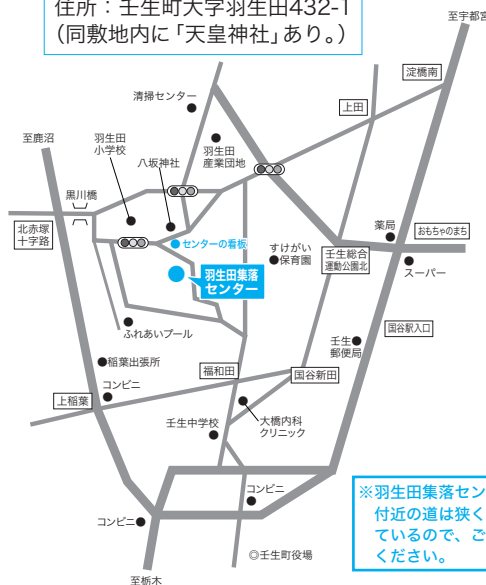 住所：壬生町大字羽生田432-1
（同敷地内に「天皇神社」あり。）
至宇都宮
淀橋南
清掃センター
上田
至鹿沼
羽生田
小学校
羽生田
産業団地
八坂神社
黒川橋
北赤塚
十字路
センターの看板
薬局
おもちゃのまち
すけがい
保育園
壬生総合
運動公園北
スーパー
羽生田集落
センター
国谷駅入口
ふれあいプール
壬生
郵便局
稲葉出張所
福和田
国谷新田
コンビニ
上稲葉
壬生中学校
大橋内科
クリニック
コンビニ
コンビニ
◎壬生町役場
至栃木
※羽生田集落セン
付近の道は狭く
ているので、ご
ください。